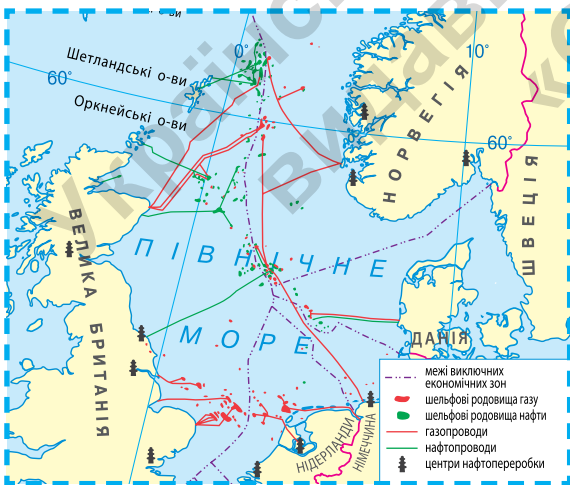 о-ви
Шетландські о-ви
0°
10°
60°
Оркнейські о-ви
60°
НОРВЕГІЯ
ШВЕЦІЯ
ВЕЛИКА БРИТАНІЯ
ПІВНІЧНЕ
МОРЕ
ДАНІЯ
НІДЕРЛАНДИ
НІМЕЧЧИНА
межі виключних
економічних зон
шельфові родовища газу
шельфові родовища нафти
газопроводи
нафтопроводи
центри нафтопереробки